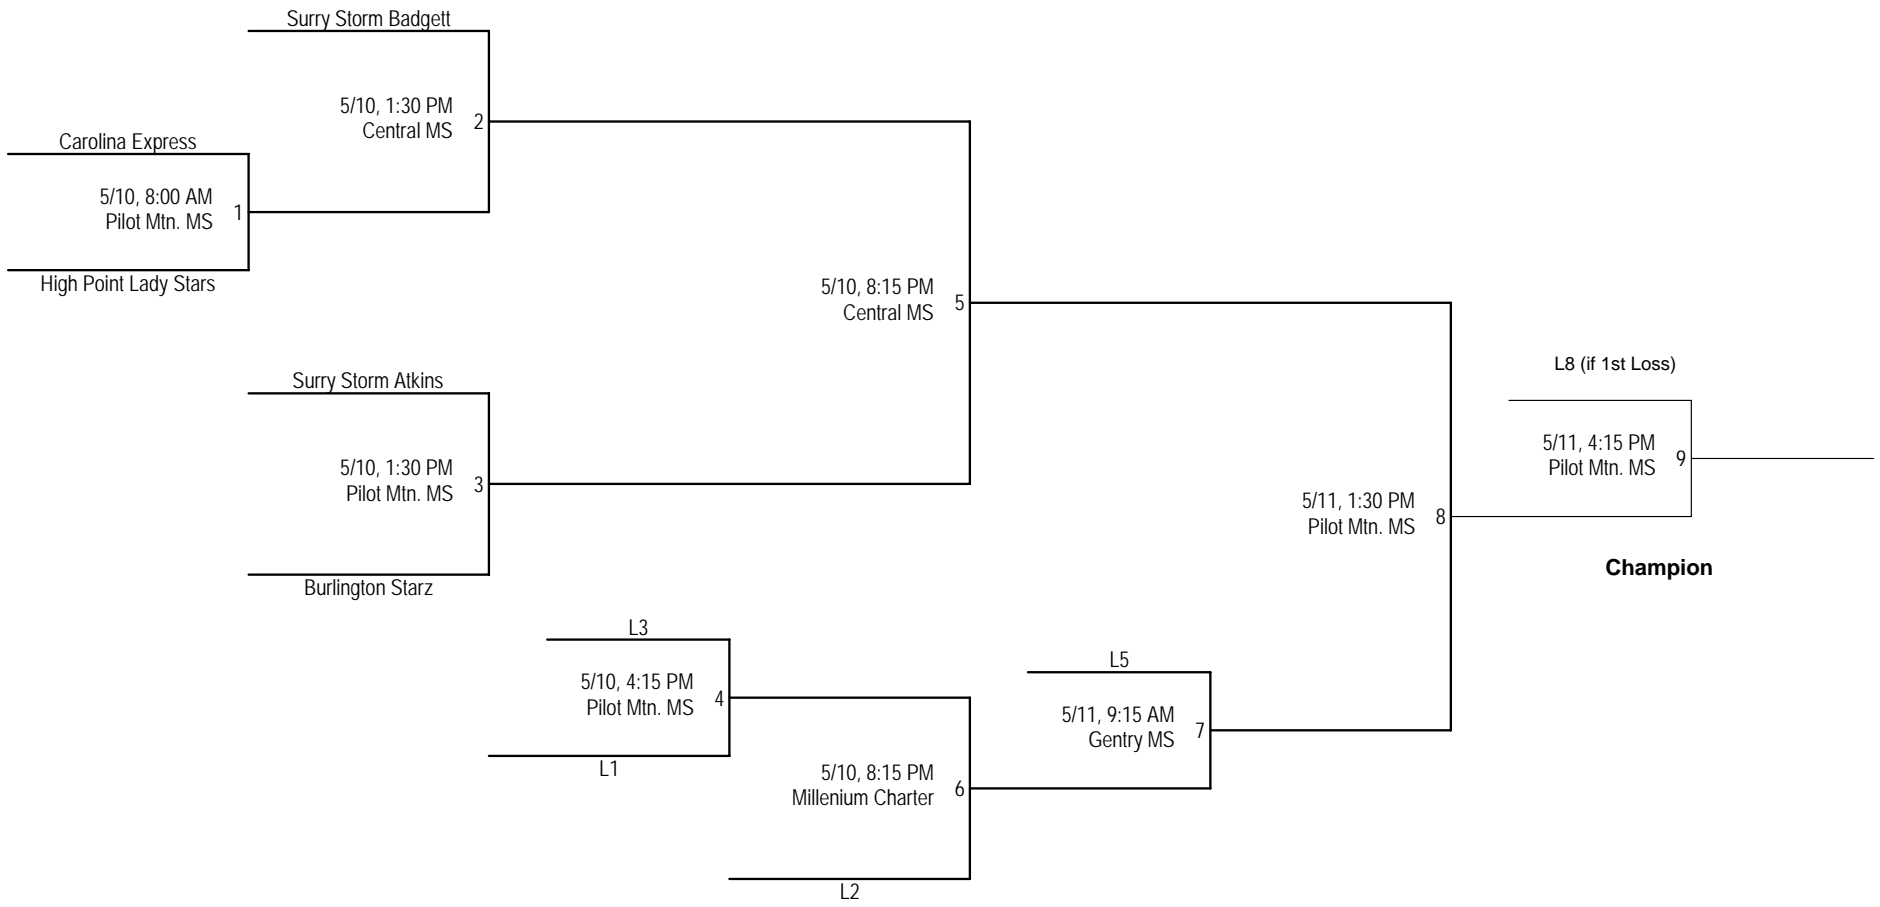 Surry Storm Badgett
5/10, 1:30 PM
Central MS
2
Carolina Express
5/10, 8:00 AM
Pilot Mtn. MS
1
High Point Lady Stars
5/10, 8:15 PM
Central MS
5
Surry Storm Atkins
5/10, 1:30 PM
Pilot Mtn. MS
3
Burlington Starz
L8 (if 1st Loss)
5/11, 4:15 PM
Pilot Mtn. MS
9
5/11, 1:30 PM
Pilot Mtn. MS
8
Champion
L3
5/10, 4:15 PM
Pilot Mtn. MS
4
L1
L5
5/11, 9:15 AM
Gentry MS
7
5/10, 8:15 PM
Millenium Charter
6
L2